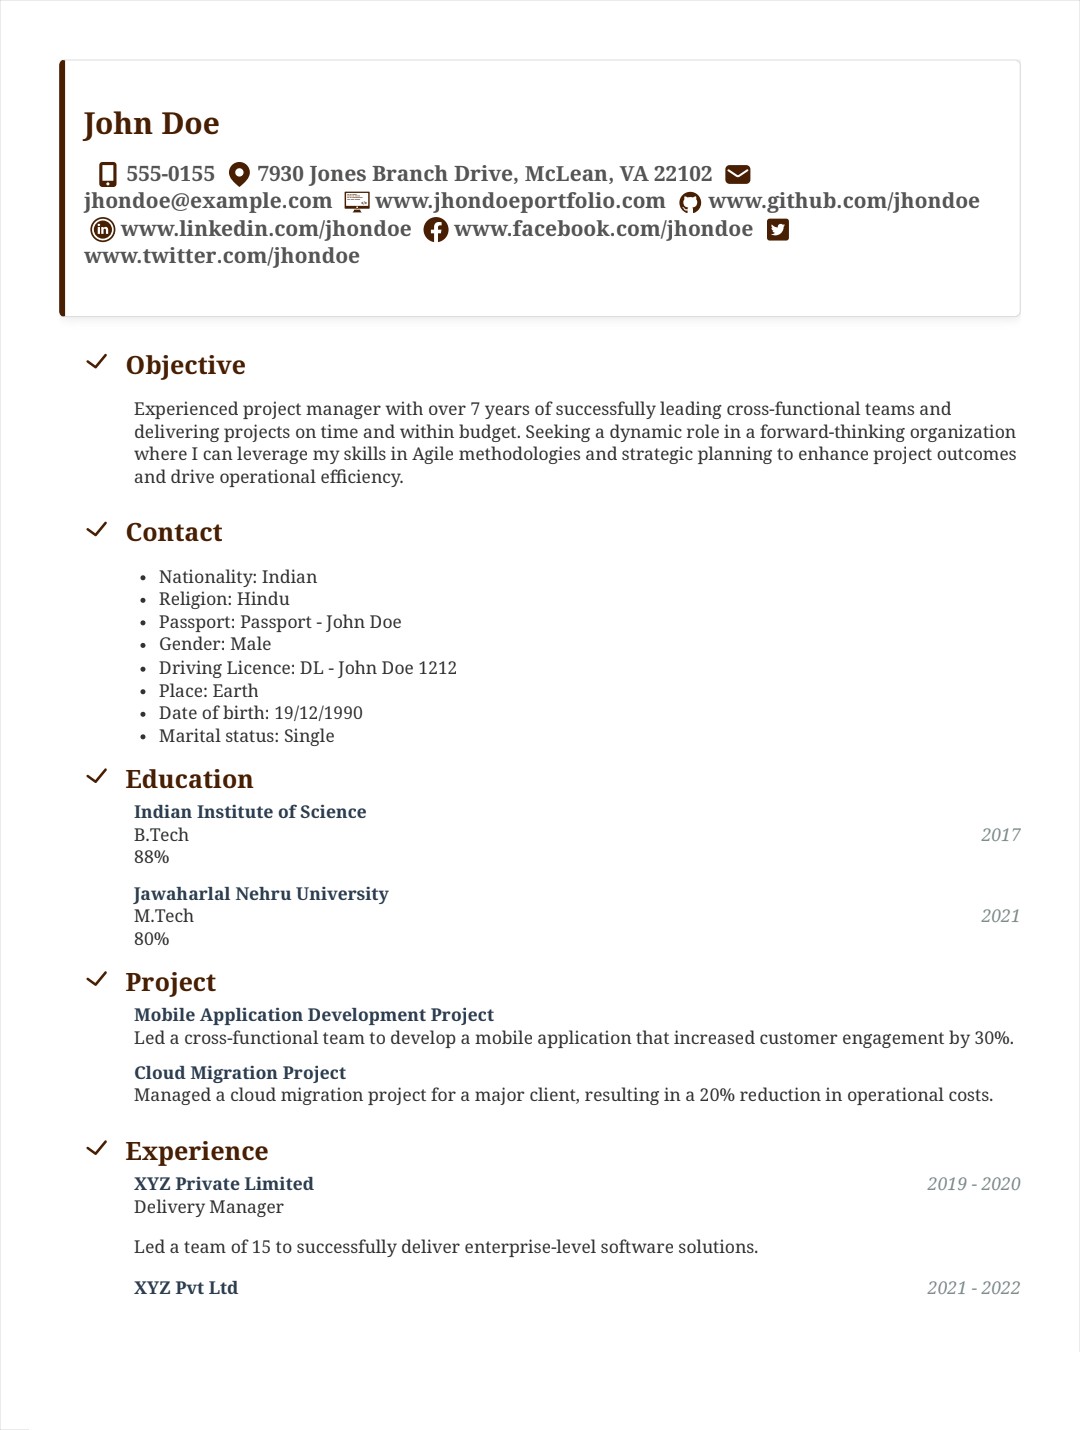 John Doe
555-0155 7930 Jones Branch Drive, McLean, VA 22102
jhondoe@example.com www.jhondoeportfolio.com www.github.com/jhondoe
www.linkedin.com/jhondoe www.facebook.com/jhondoe
www.twitter.com/jhondoe
Objective
Experienced project manager with over 7 years of successfully leading cross-functional teams and
delivering projects on time and within budget. Seeking a dynamic role in a forward-thinking organization
where I can leverage my skills in Agile methodologies and strategic planning to enhance project outcomes
and drive operational efficiency.
Contact
• Nationality: Indian
• Religion: Hindu
• Passport: Passport - John Doe
• Gender: Male
• Driving Licence: DL - John Doe 1212
• Place: Earth
• Date of birth: 19/12/1990
• Marital status: Single
Education
Indian Institute of Science
B.Tech 2017
88%
Jawaharlal Nehru University
M.Tech 2021
80%
Project
Mobile Application Development Project
Led a cross-functional team to develop a mobile application that increased customer engagement by 30%.
Cloud Migration Project
Managed a cloud migration project for a major client, resulting in a 20% reduction in operational costs.
Experience
XYZ Private Limited 2019 - 2020
Delivery Manager
Led a team of 15 to successfully deliver enterprise-level software solutions.
XYZ Pvt Ltd 2021 - 2022